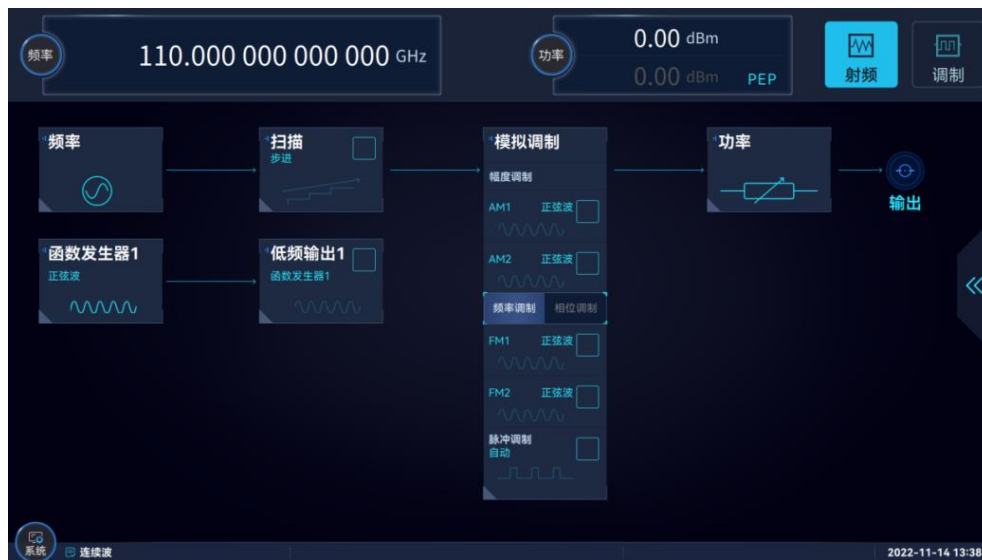 频率
110.000 000 000 000 GHz
功率
0.00 dBm
0.00 dBm PEP
射频
调制
频率
扫描
步进
模拟调制
幅度调制
AM1 正弦波
AM2 正弦波
频率调制 相位调制
FM1 正弦波
FM2 正弦波
脉冲调制
自动
功率
输出
函数发生器1
正弦波
低频输出1
函数发生器1
系统
连续波
2022-11-14 13:38